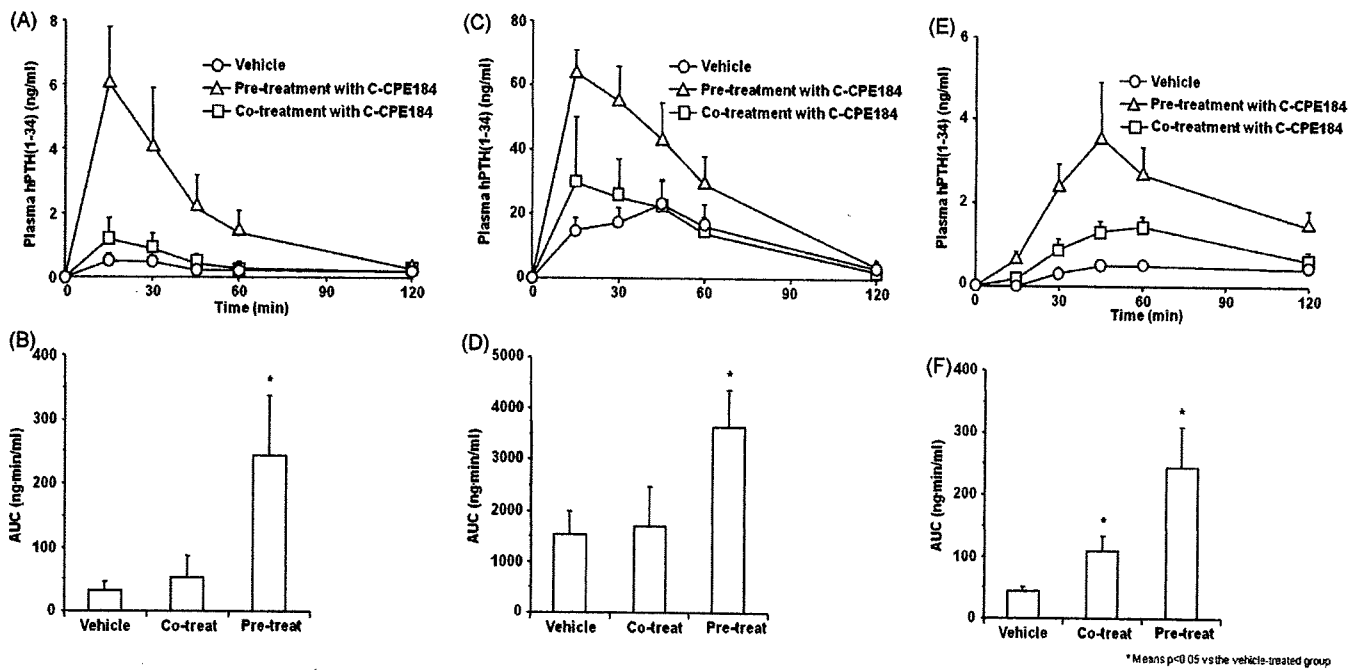 (A)
8
6
4
2
0
Plasma hPTH(1-34) (ng/ml)
Vehicle
Pre-treatment with C-CPE184
Co-treatment with C-CPE184
0 30 60 90 120
Time (min)
(C)
80
60
40
20
0
Plasma hPTH(1-34) (ng/ml)
Vehicle
Pre-treatment with C-CPE184
Co-treatment with C-CPE184
0 30 60 90 120
Time (min)
(E)
6
4
2
0
Plasma hPTH(1-34) (ng/ml)
Vehicle
Pre-treatment with C-CPE184
Co-treatment with C-CPE184
0 30 60 90 120
Time (min)
(B)
400
300
200
100
0
AUC (ng·min/ml)
*
Vehicle Co-treat Pre-treat
(D)
5000
4000
3000
2000
1000
0
AUC (ng·min/ml)
*
Vehicle Co-treat Pre-treat
(F)
400
300
200
100
0
AUC (ng·min/ml)
*
*
Vehicle Co-treat Pre-treat
* Means p<0.05 vs the vehicle-treated group